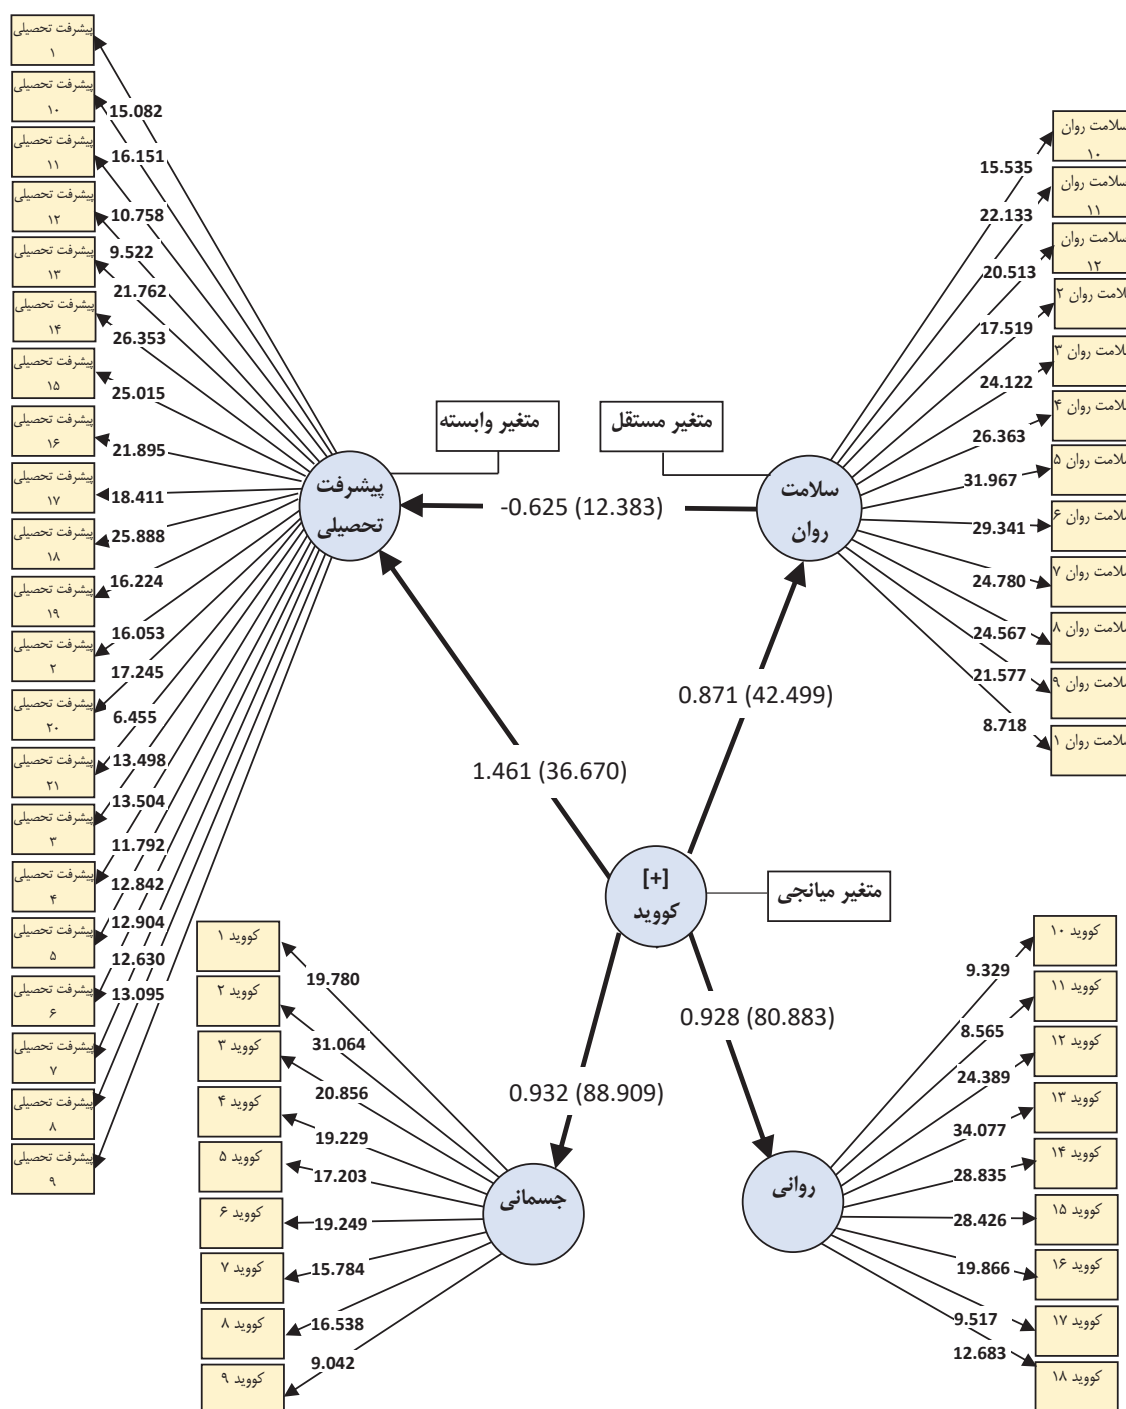 پیشرفت تحصیلی
۱
پیشرفت تحصیلی
۱۰
پیشرفت تحصیلی
۱۱
پیشرفت تحصیلی
۱۲
پیشرفت تحصیلی
۱۳
پیشرفت تحصیلی
۱۴
پیشرفت تحصیلی
۱۵
پیشرفت تحصیلی
۱۶
پیشرفت تحصیلی
۱۷
پیشرفت تحصیلی
۱۸
پیشرفت تحصیلی
۱۹
پیشرفت تحصیلی
۲
پیشرفت تحصیلی
۲۰
پیشرفت تحصیلی
۲۱
پیشرفت تحصیلی
۳
پیشرفت تحصیلی
۴
پیشرفت تحصیلی
۵
پیشرفت تحصیلی
۶
پیشرفت تحصیلی
۷
پیشرفت تحصیلی
۸
پیشرفت تحصیلی
۹
15.082
16.151
10.758
9.522
21.762
26.353
25.015
21.895
18.411
25.888
16.224
16.053
17.245
6.455
13.498
13.504
11.792
12.842
12.904
12.630
13.095
متغیر وابسته
پیشرفت
تحصیلی
-0.625 (12.383)
متغیر مستقل
سلامت
روان
15.535
22.133
20.513
17.519
24.122
26.363
31.967
29.341
24.780
24.567
21.577
8.718
سلامت روان
۱۰
سلامت روان
۱۱
سلامت روان
۱۲
سلامت روان ۲
سلامت روان ۳
سلامت روان ۴
سلامت روان ۵
سلامت روان ۶
سلامت روان ۷
سلامت روان ۸
سلامت روان ۹
سلامت روان ۱
0.871 (42.499)
1.461 (36.670)
[+]
کووید
متغیر میانجی
0.928 (80.883)
0.932 (88.909)
کووید ۱
کووید ۲
کووید ۳
کووید ۴
کووید ۵
کووید ۶
کووید ۷
کووید ۸
کووید ۹
19.780
31.064
20.856
19.229
17.203
19.249
15.784
16.538
9.042
جسمانی
روانی
9.329
8.565
24.389
34.077
28.835
28.426
19.866
9.517
12.683
کووید ۱۰
کووید ۱۱
کووید ۱۲
کووید ۱۳
کووید ۱۴
کووید ۱۵
کووید ۱۶
کووید ۱۷
کووید ۱۸